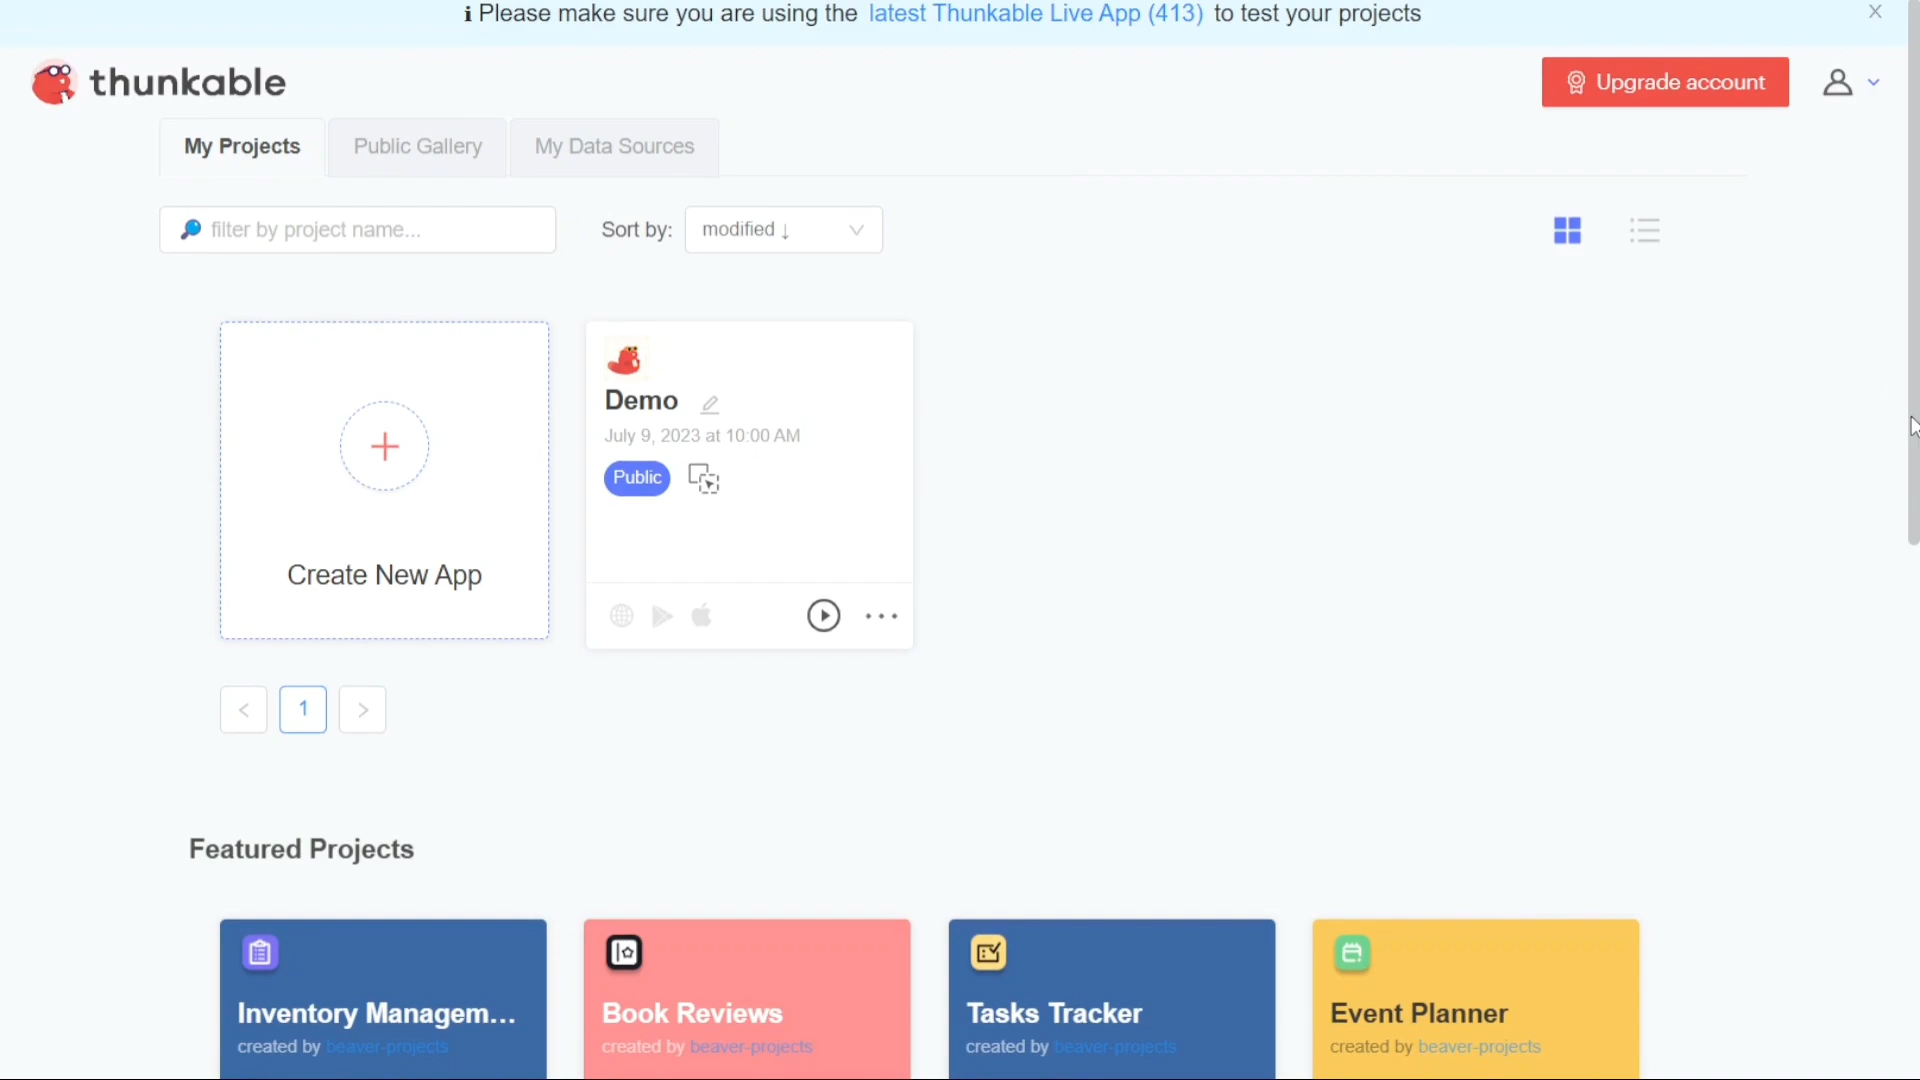 i Please make sure you are using the latest Thunkable Live App (413) to test your projects
thunkable
Upgrade account
My Projects
Public Gallery
My Data Sources
filter by project name...
Sort by:
modified ↓
Demo
July 9, 2023 at 10:00 AM
Public
Create New App
< 1 >
Featured Projects
Inventory Managem...
created by beaver-projects
Book Reviews
created by beaver-projects
Tasks Tracker
created by beaver-projects
Event Planner
created by beaver-projects